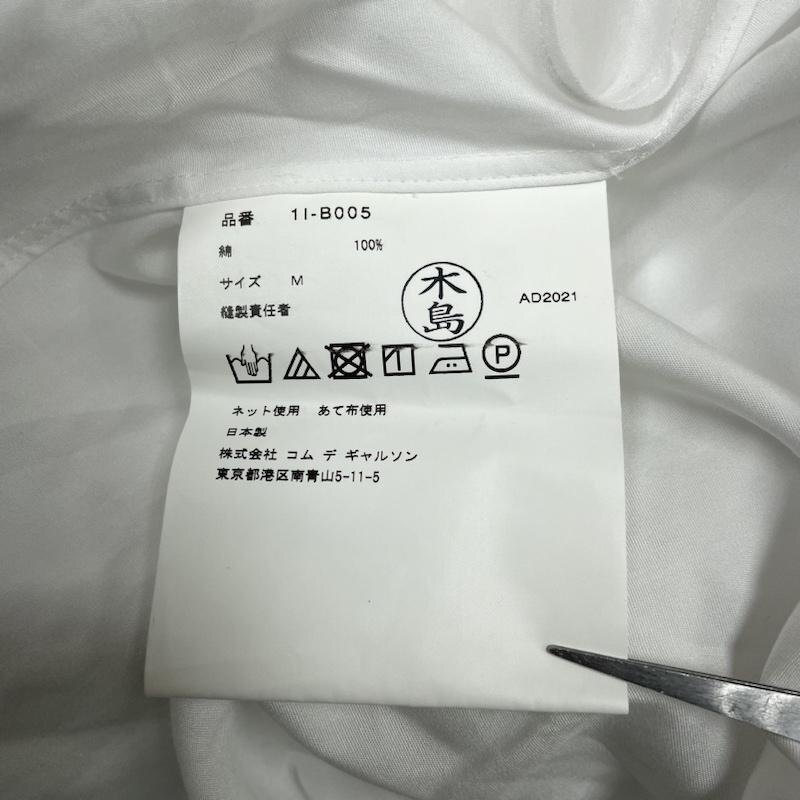 品番 1I-B005
綿 100%
サイズ M
縫製責任者 木島 AD2021
P
ネット使用 あて布使用
日本製
株式会社 コム デ ギャルソン
東京都港区南青山5-11-5